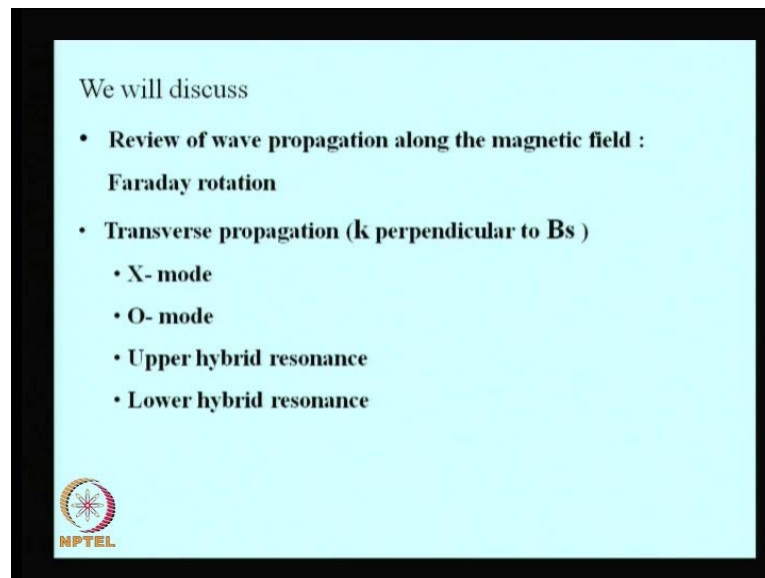 We will discuss
• Review of wave propagation along the magnetic field :
Faraday rotation
• Transverse propagation (k perpendicular to Bs )
• X- mode
• O- mode
• Upper hybrid resonance
• Lower hybrid resonance
NPTEL